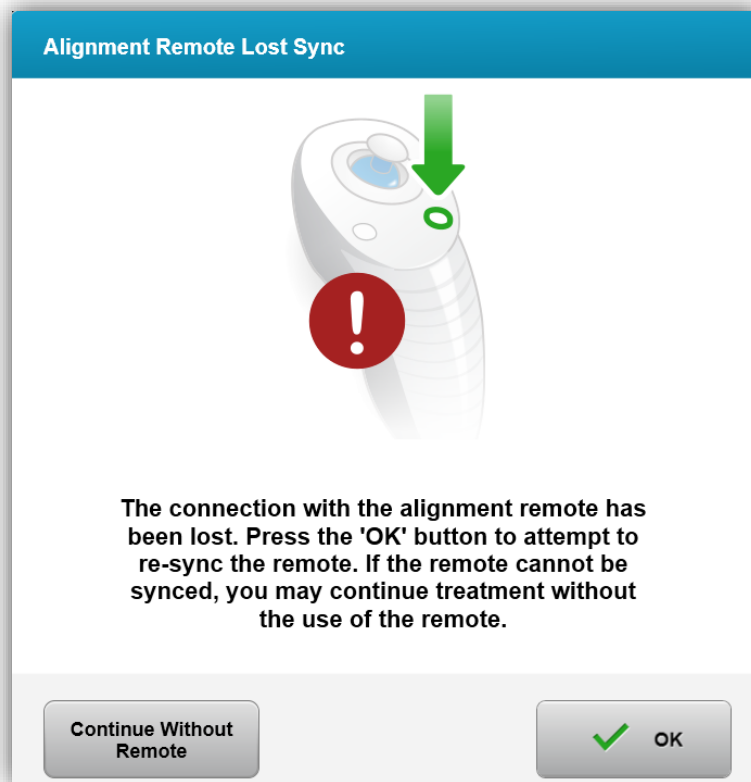 Alignment Remote Lost Sync
The connection with the alignment remote has
been lost. Press the 'OK' button to attempt to
re-sync the remote. If the remote cannot be
synced, you may continue treatment without
the use of the remote.
Continue Without
Remote
OK